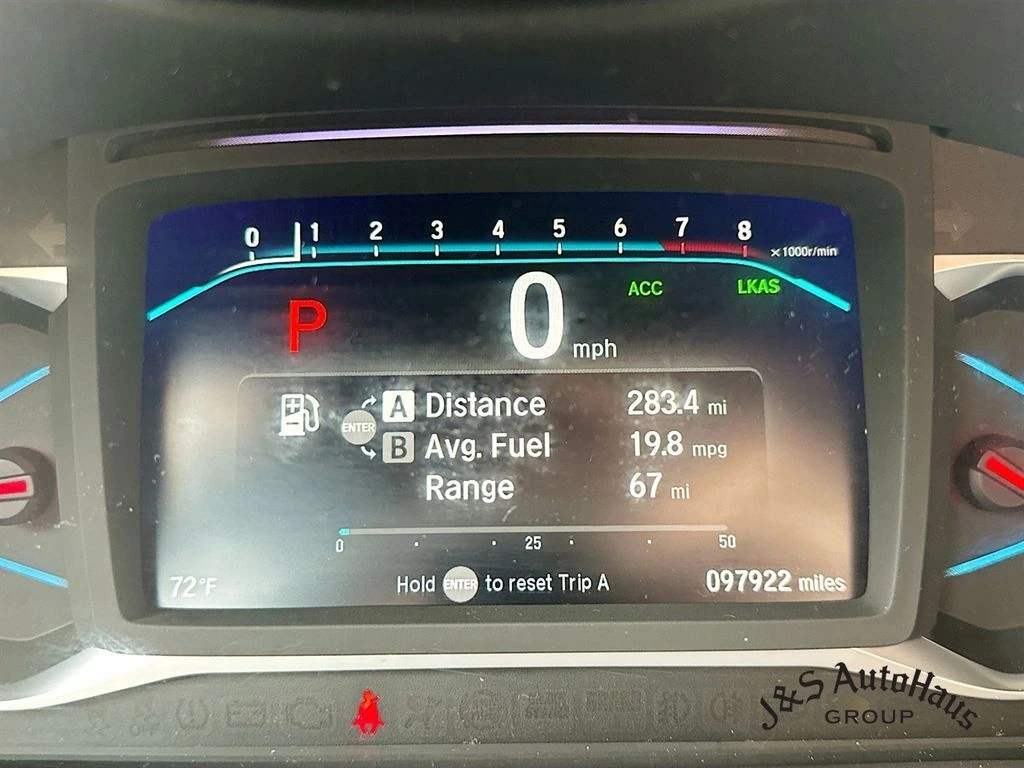 0 1 2 3 4 5 6 7 8 ×1000r/min
P 0 mph ACC LKAS
A Distance 283.4 mi
ENTER
B Avg. Fuel 19.8 mpg
Range 67 mi
0 25 50
72°F Hold ENTER to reset Trip A 097922 miles
J&S AutoHaus
GROUP
OFF